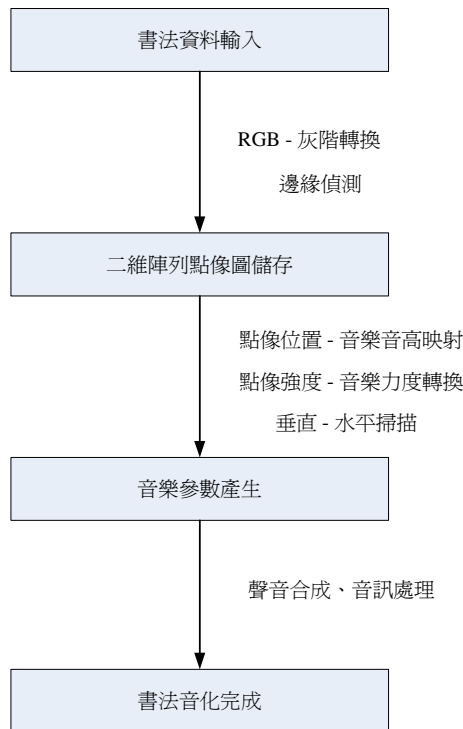 書法資料輸入
RGB - 灰階轉換
邊緣偵測
二維陣列點像圖儲存
點像位置 - 音樂音高映射
點像強度 - 音樂力度轉換
垂直 - 水平掃描
音樂參數產生
聲音合成、音訊處理
書法音化完成